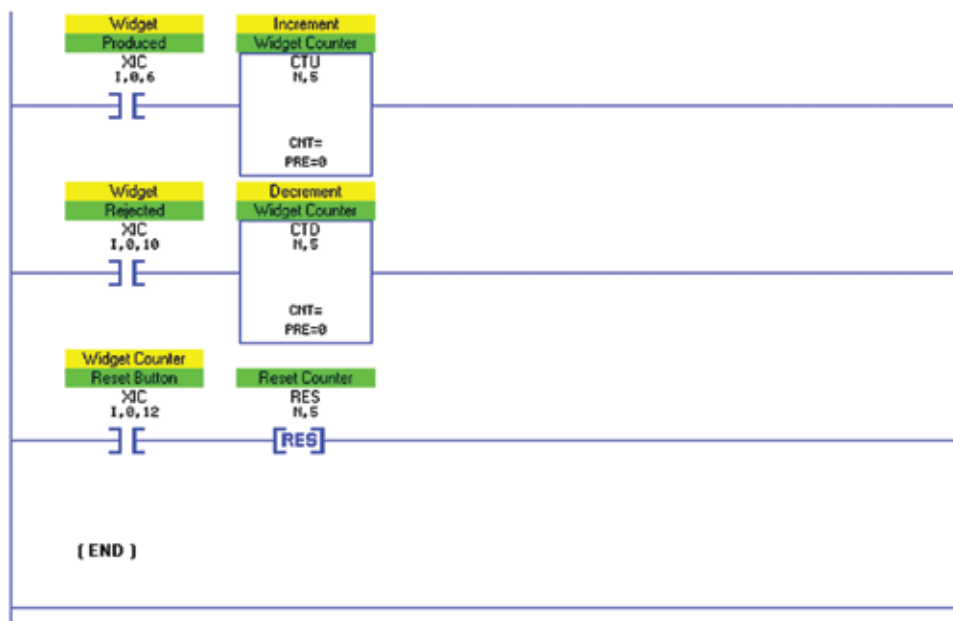 Widget
Produced
XIC
I,0,6
Increment
Widget Counter
CTU
N,5
CNT=
PRE=0
Widget
Rejected
XIC
I,0,10
Decrement
Widget Counter
CTD
N,5
CNT=
PRE=0
Widget Counter
Reset Button
XIC
I,0,12
Reset Counter
RES
N,5
[RES]
( END )